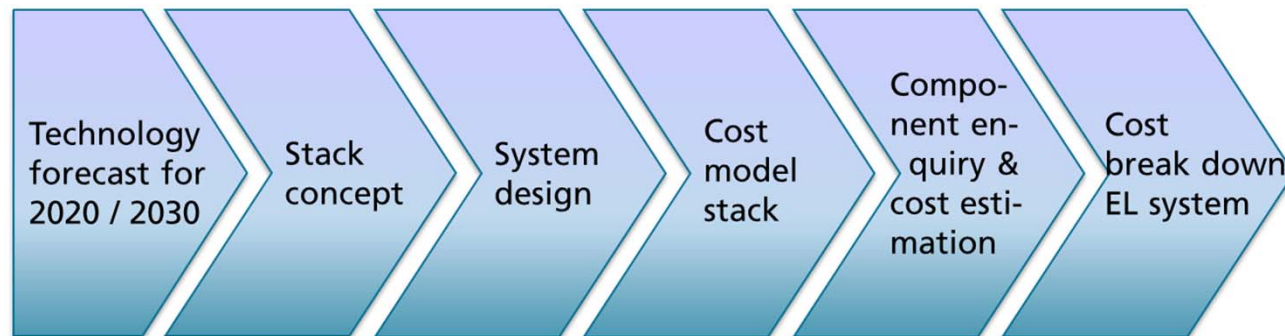 Technology
forecast for
2020 / 2030
Stack
concept
System
design
Cost
model
stack
Compo-
nent en-
quiry &
cost esti-
mation
Cost
break down
EL system